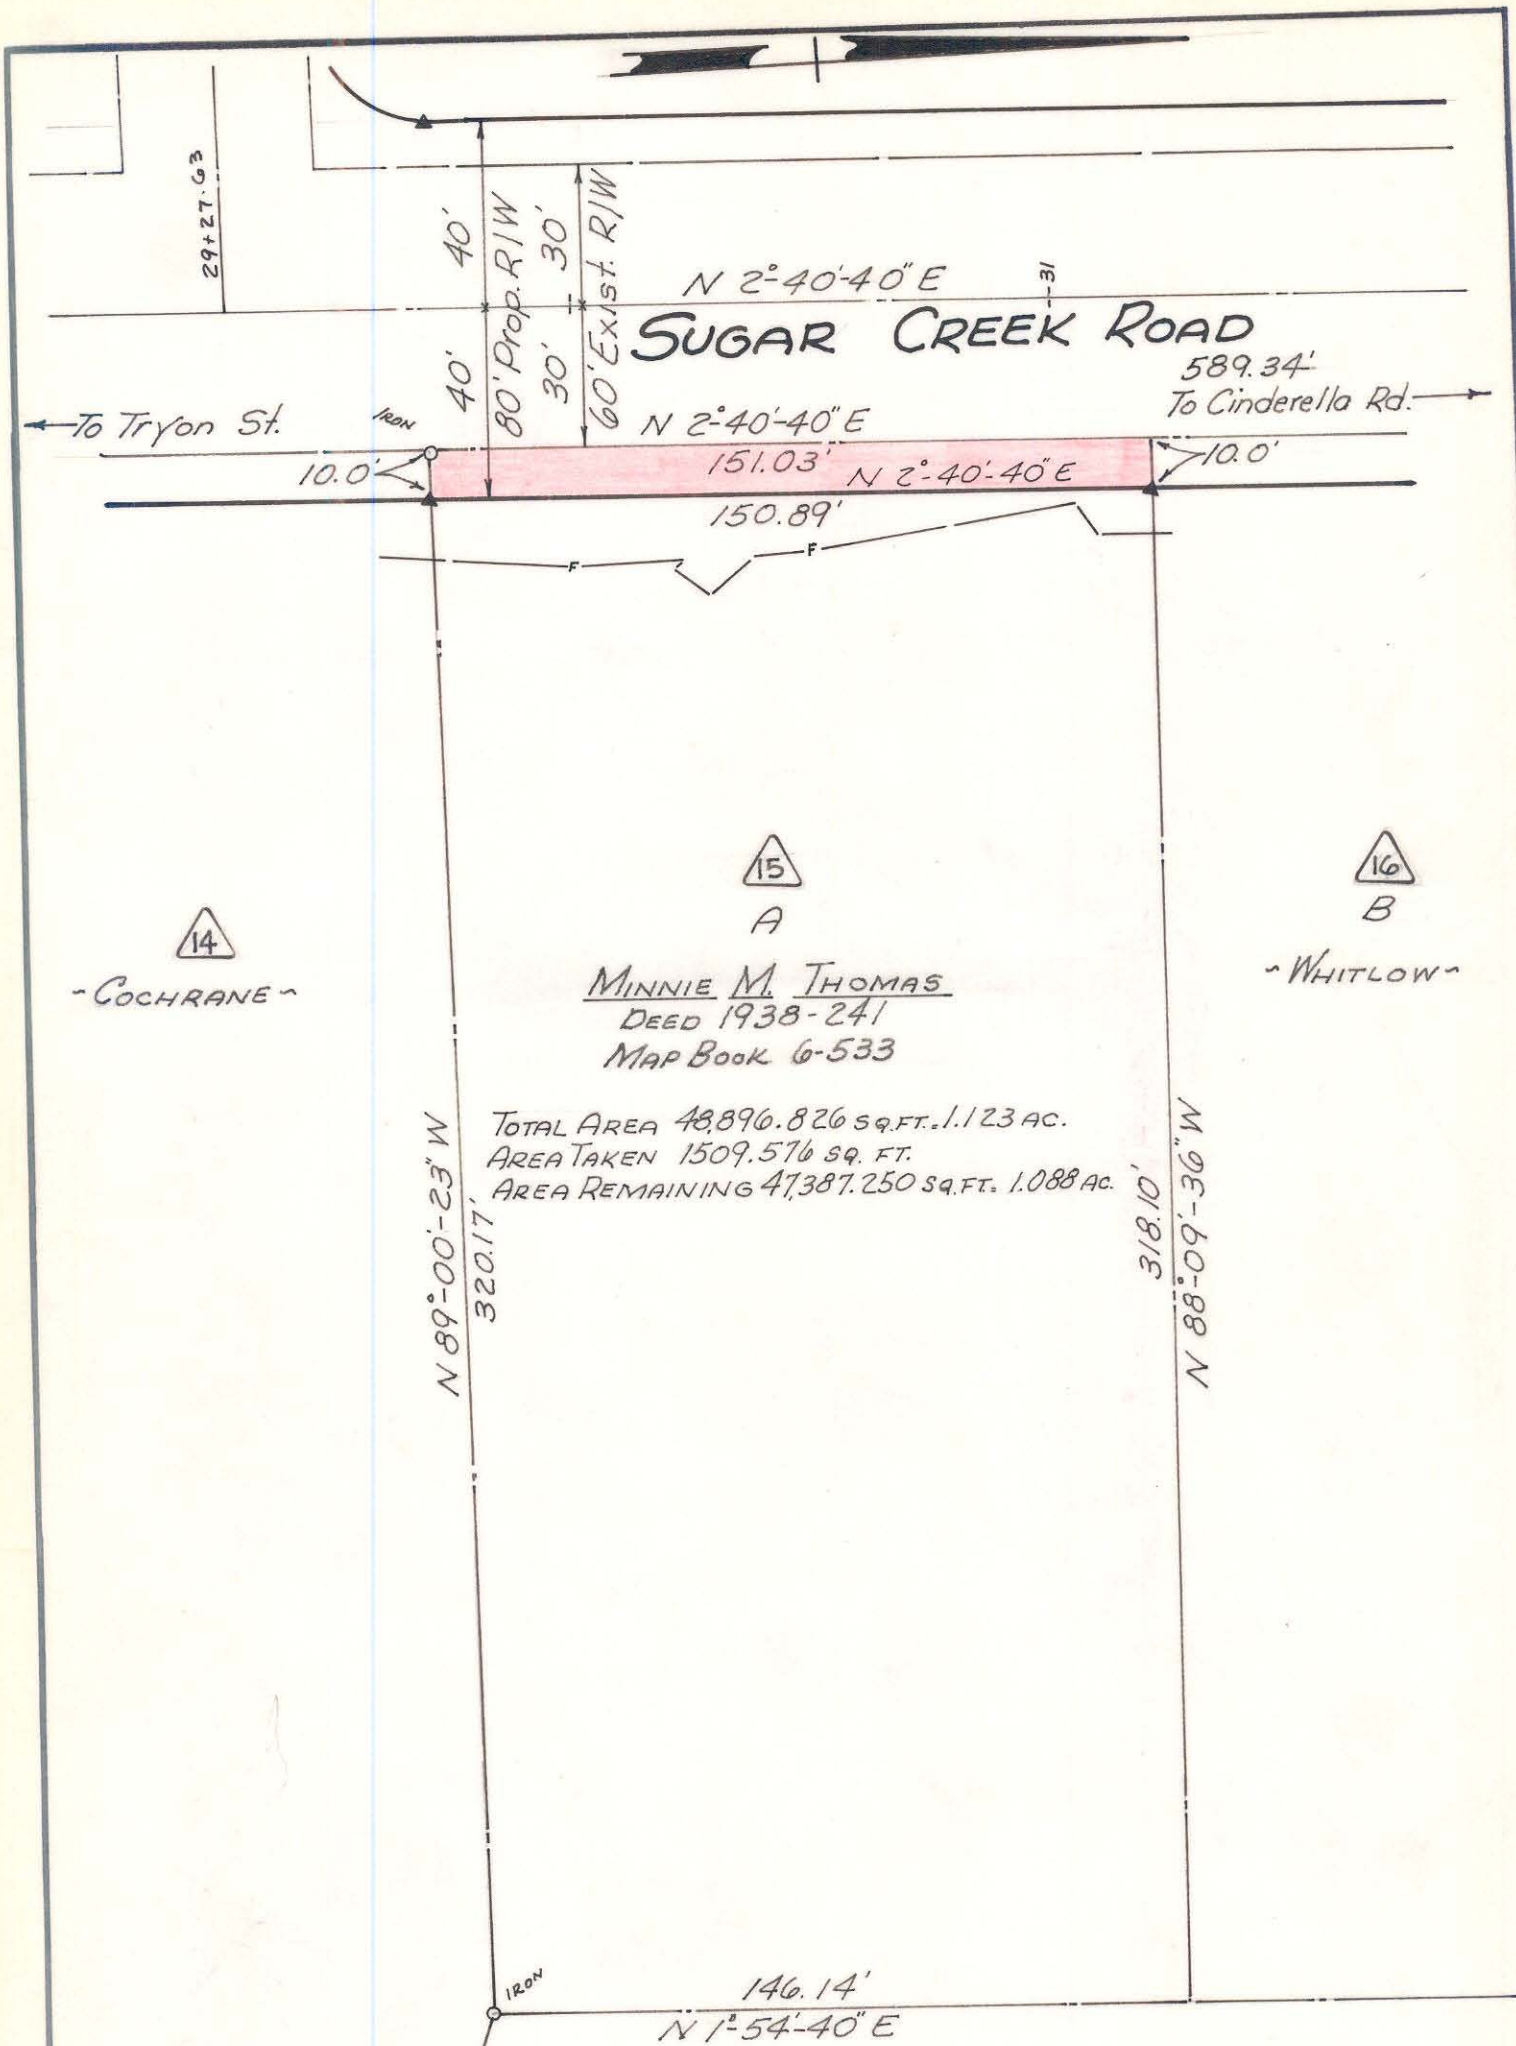 29+27.63
40'
40'
80' Prop. R/W
30'
30'
60' Exist. R/W
N 2°-40'-40" E
31
SUGAR CREEK ROAD
589.34'
To Cinderella Rd.
To Tryon St.
IRON
N 2°-40'-40" E
10.0'
151.03'
N 2°-40'-40" E
10.0'
150.89'
F
F
15
A
16
B
~WHITLOW~
14
~COCHRANE~
MINNIE M. THOMAS
DEED 1938-241
MAP BOOK 6-533
TOTAL AREA 48,896.826 SQ.FT. = 1.123 AC.
AREA TAKEN 1509.576 SQ. FT.
AREA REMAINING 47,387.250 SQ.FT. = 1.088 AC.
N 89°-00'-23" W
320.17'
318.10'
N 88°-09'-36" W
IRON
146.14'
N 1°-54'-40" E